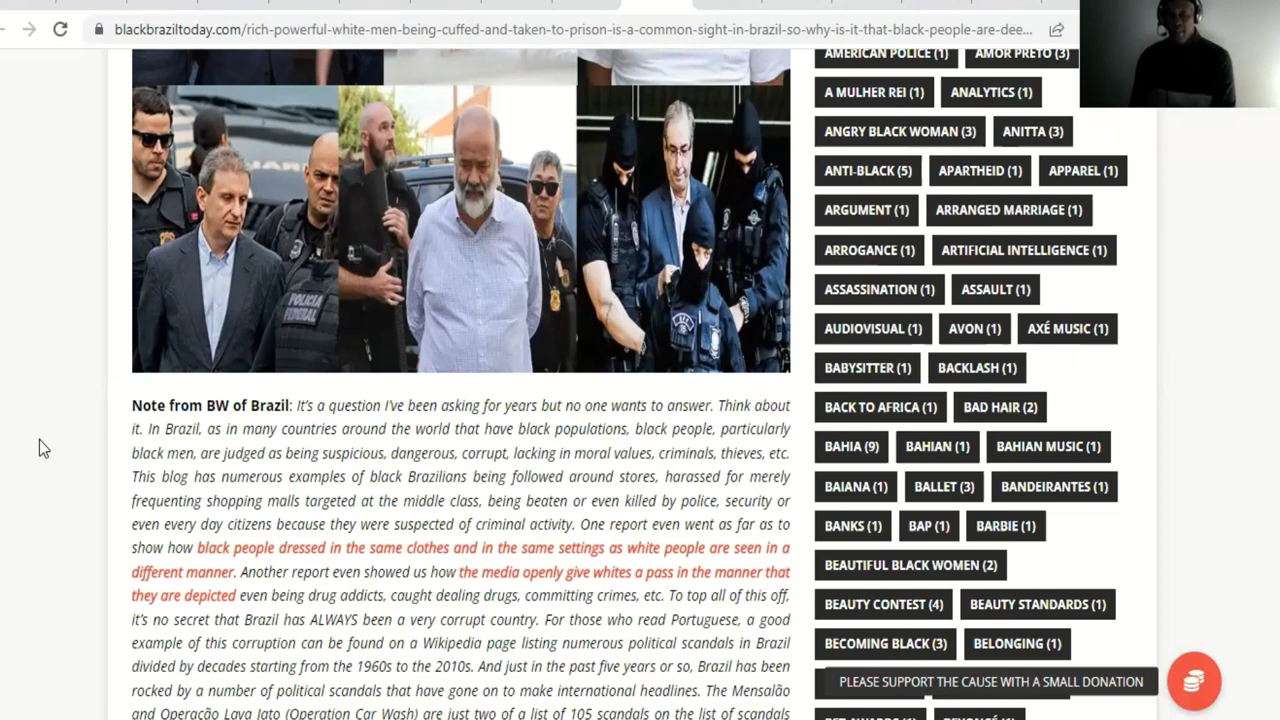 blackbraziltoday.com/rich-powerful-white-men-being-cuffed-and-taken-to-prison-is-a-common-sight-in-brazil-so-why-is-it-that-black-people-are-dee...
POLICIA
FEDERAL
Note from BW of Brazil: It's a question I've been asking for years but no one wants to answer. Think about
it. In Brazil, as in many countries around the world that have black populations, black people, particularly
black men, are judged as being suspicious, dangerous, corrupt, lacking in moral values, criminals, thieves, etc.
This blog has numerous examples of black Brazilians being followed around stores, harassed for merely
frequenting shopping malls targeted at the middle class, being beaten or even killed by police, security or
even every day citizens because they were suspected of criminal activity. One report even went as far as to
show how black people dressed in the same clothes and in the same settings as white people are seen in a
different manner. Another report even showed us how the media openly give whites a pass in the manner that
they are depicted even being drug addicts, caught dealing drugs, committing crimes, etc. To top all of this off,
it's no secret that Brazil has ALWAYS been a very corrupt country. For those who read Portuguese, a good
example of this corruption can be found on a Wikipedia page listing numerous political scandals in Brazil
divided by decades starting from the 1960s to the 2010s. And just in the past five years or so, Brazil has been
rocked by a number of political scandals that have gone out to make international headlines. The Mensalão
and Operação Lava Jato (Operation Car Wash) are just two of a list of 105 scandals on the list of scandals
AMERICAN POLICE (1) AMOR PRETO (3)
A MULHER REI (1) ANALYTICS (1)
ANGRY BLACK WOMAN (3) ANITTA (3)
ANTI-BLACK (5) APARTHEID (1) APPAREL (1)
ARGUMENT (1) ARRANGED MARRIAGE (1)
ARROGANCE (1) ARTIFICIAL INTELLIGENCE (1)
ASSASSINATION (1) ASSAULT (1)
AUDIOVISUAL (1) AVON (1) AXÉ MUSIC (1)
BABYSITTER (1) BACKLASH (1)
BACK TO AFRICA (1) BAD HAIR (2)
BAHIA (9) BAHIAN (1) BAHIAN MUSIC (1)
BAIANA (1) BALLET (3) BANDEIRANTES (1)
BANKS (1) BAP (1) BARBIE (1)
BEAUTIFUL BLACK WOMEN (2)
BEAUTY CONTEST (4) BEAUTY STANDARDS (1)
BECOMING BLACK (3) BELONGING (1)
PLEASE SUPPORT THE CAUSE WITH A SMALL DONATION